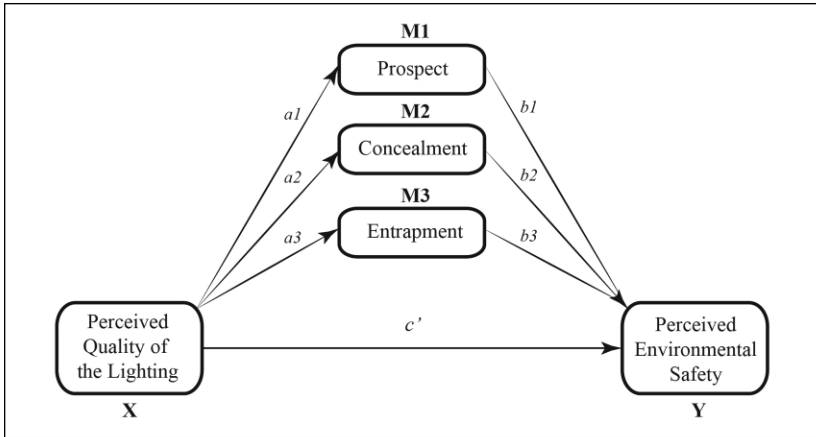 M1
Prospect
a1
b1
M2
Concealment
a2
b2
M3
Entrapment
a3
b3
c'
Perceived
Quality of
the Lighting
X
Perceived
Environmental
Safety
Y